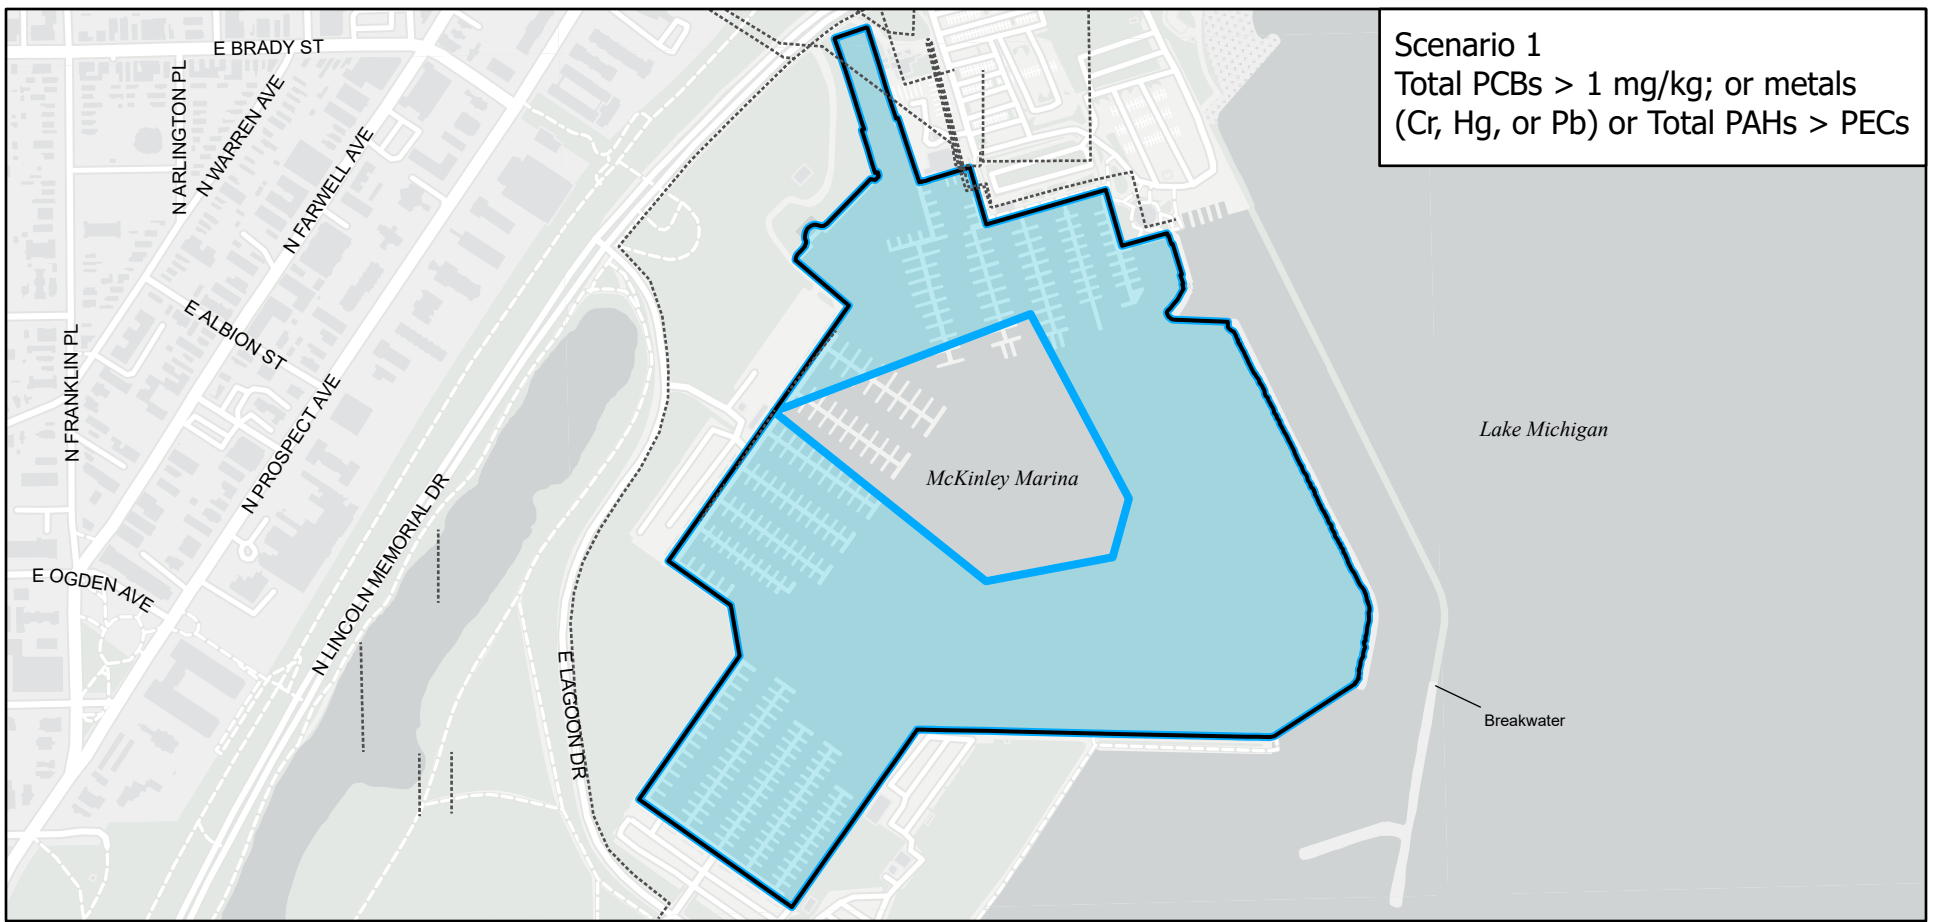 Scenario 1
Total PCBs > 1 mg/kg; or metals
(Cr, Hg, or Pb) or Total PAHs > PECs
E BRADY ST
N ARLINGTON PL
N WARREN AVE
N FARWELL AVE
E ALBION ST
N FRANKLIN PL
N PROSPECT AVE
Lake Michigan
McKinley Marina
N LINCOLN MEMORIAL DR
E OGDEN AVE
E LAGOON DR
Breakwater